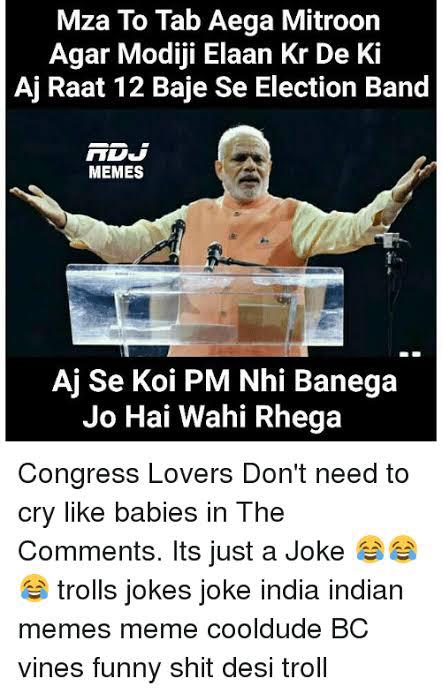 Mza To Tab Aega Mitroon
Agar Modiji Elaan Kr De Ki
Aj Raat 12 Baje Se Election Band
RDJ
MEMES
Aj Se Koi PM Nhi Banega
Jo Hai Wahi Rhega
Congress Lovers Don't need to
cry like babies in The
Comments. Its just a Joke 😂😂
😂 trolls jokes joke india indian
memes meme cooldude BC
vines funny shit desi troll